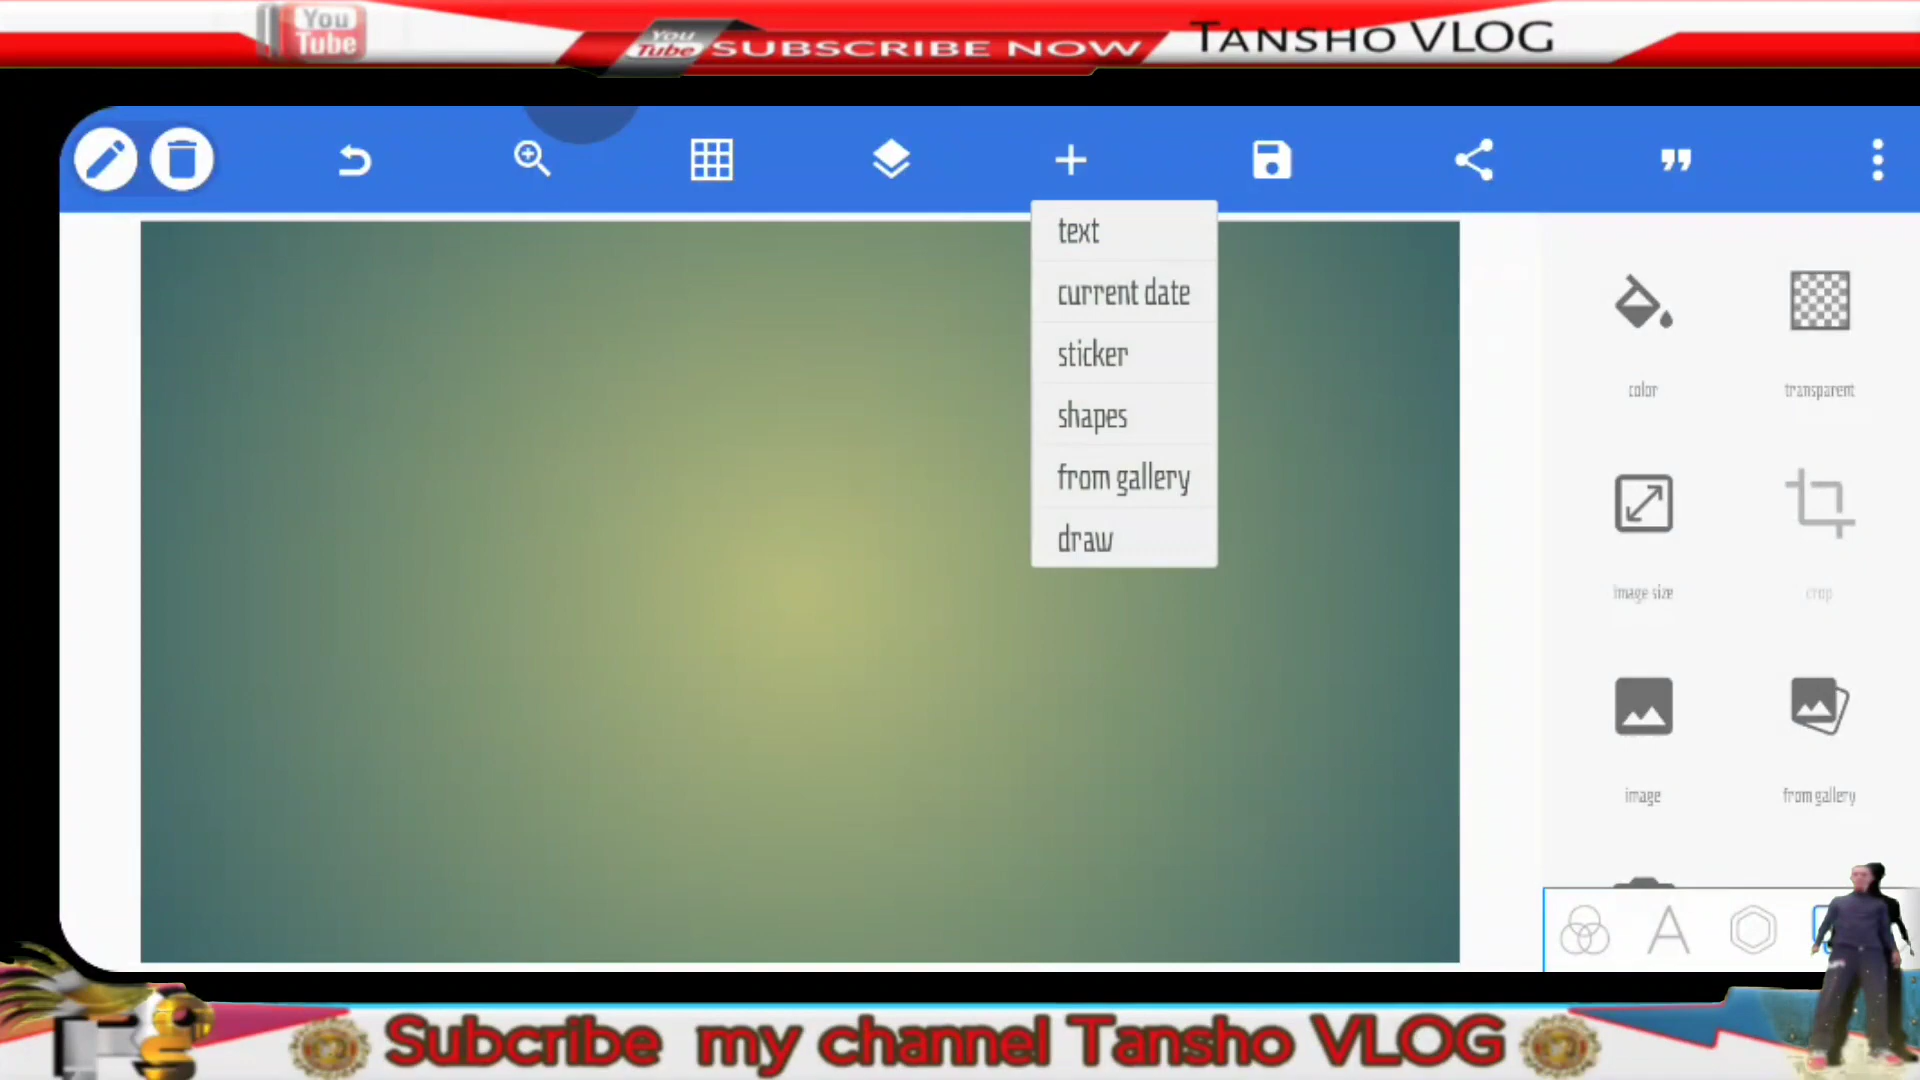 You
Tube
You
Tube SUBSCRIBE NOW
TANSHO VLOG
text
current date
sticker
shapes
from gallery
draw
color
transparent
image size
crop
image
from gallery
Subcribe my channel Tansho VLOG